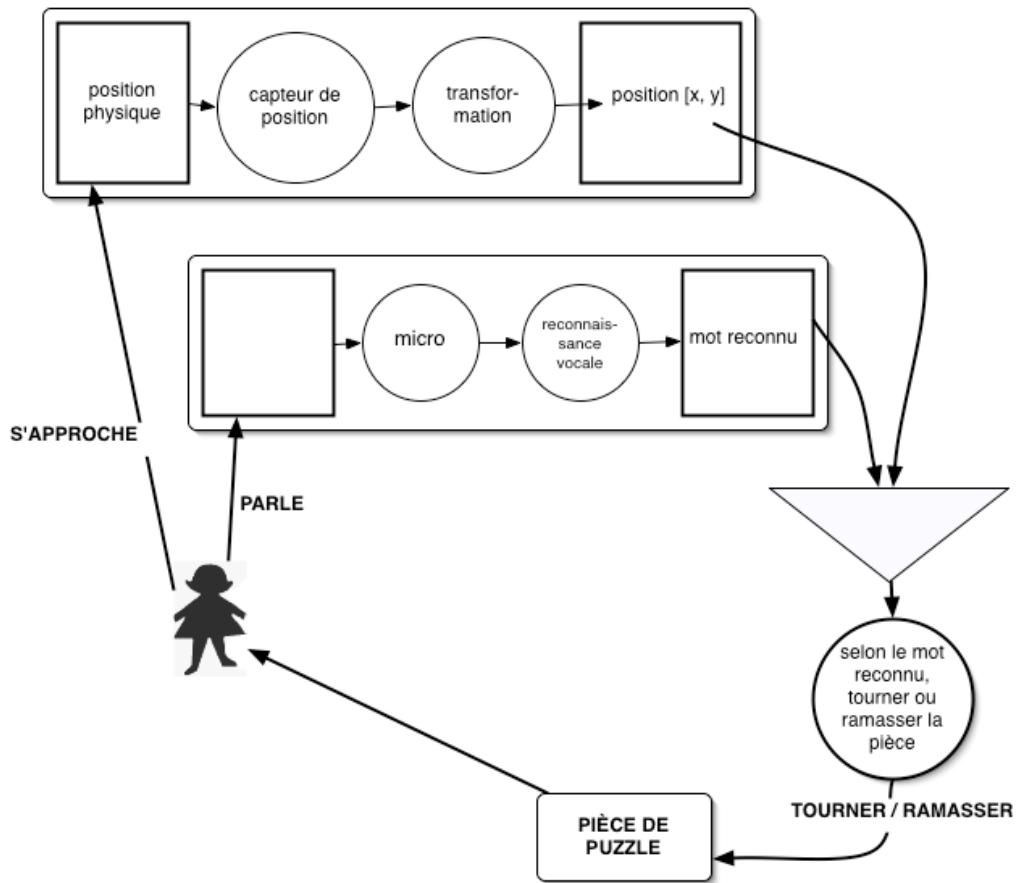 position
physique
capteur de
position
transfor-
mation
position [x, y]
micro
reconnais-
sance
vocale
mot reconnu
S'APPROCHE
PARLE
selon le mot
reconnu,
tourner ou
ramasser la
pièce
TOURNER / RAMASSER
PIÈCE DE
PUZZLE